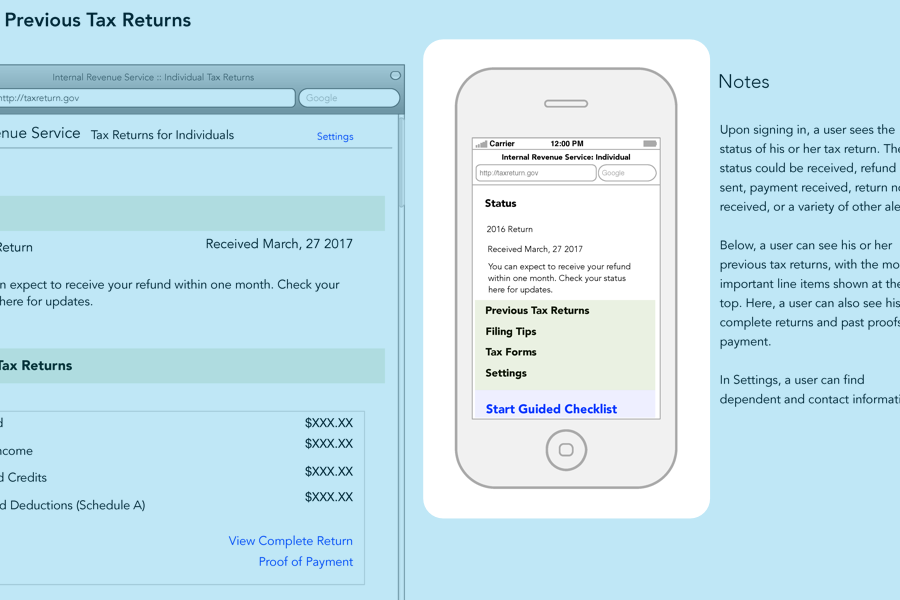 Previous Tax Returns
Internal Revenue Service :: Individual Tax Returns
http://taxreturn.gov
Google
Service Tax Returns for Individuals
Settings
Return
Received March, 27 2017
expect to receive your refund within one month. Check your
here for updates.
Tax Returns
$XXX.XX
$XXX.XX
Credits
$XXX.XX
Deductions (Schedule A)
$XXX.XX
View Complete Return
Proof of Payment
Carrier
12:00 PM
Internal Revenue Service: Individual
http://taxreturn.gov
Google
Status
2016 Return
Received March, 27 2017
You can expect to receive your refund
within one month. Check your status
here for updates.
Previous Tax Returns
Filing Tips
Tax Forms
Settings
Start Guided Checklist
Notes
Upon signing in, a user sees the
status of his or her tax return. The
status could be received, refund
sent, payment received, return
received, or a variety of other
Below, a user can see his or her
previous tax returns, with the
important line items shown at the
top. Here, a user can also see his
complete returns and past proofs
payment.
In Settings, a user can find
dependent and contact